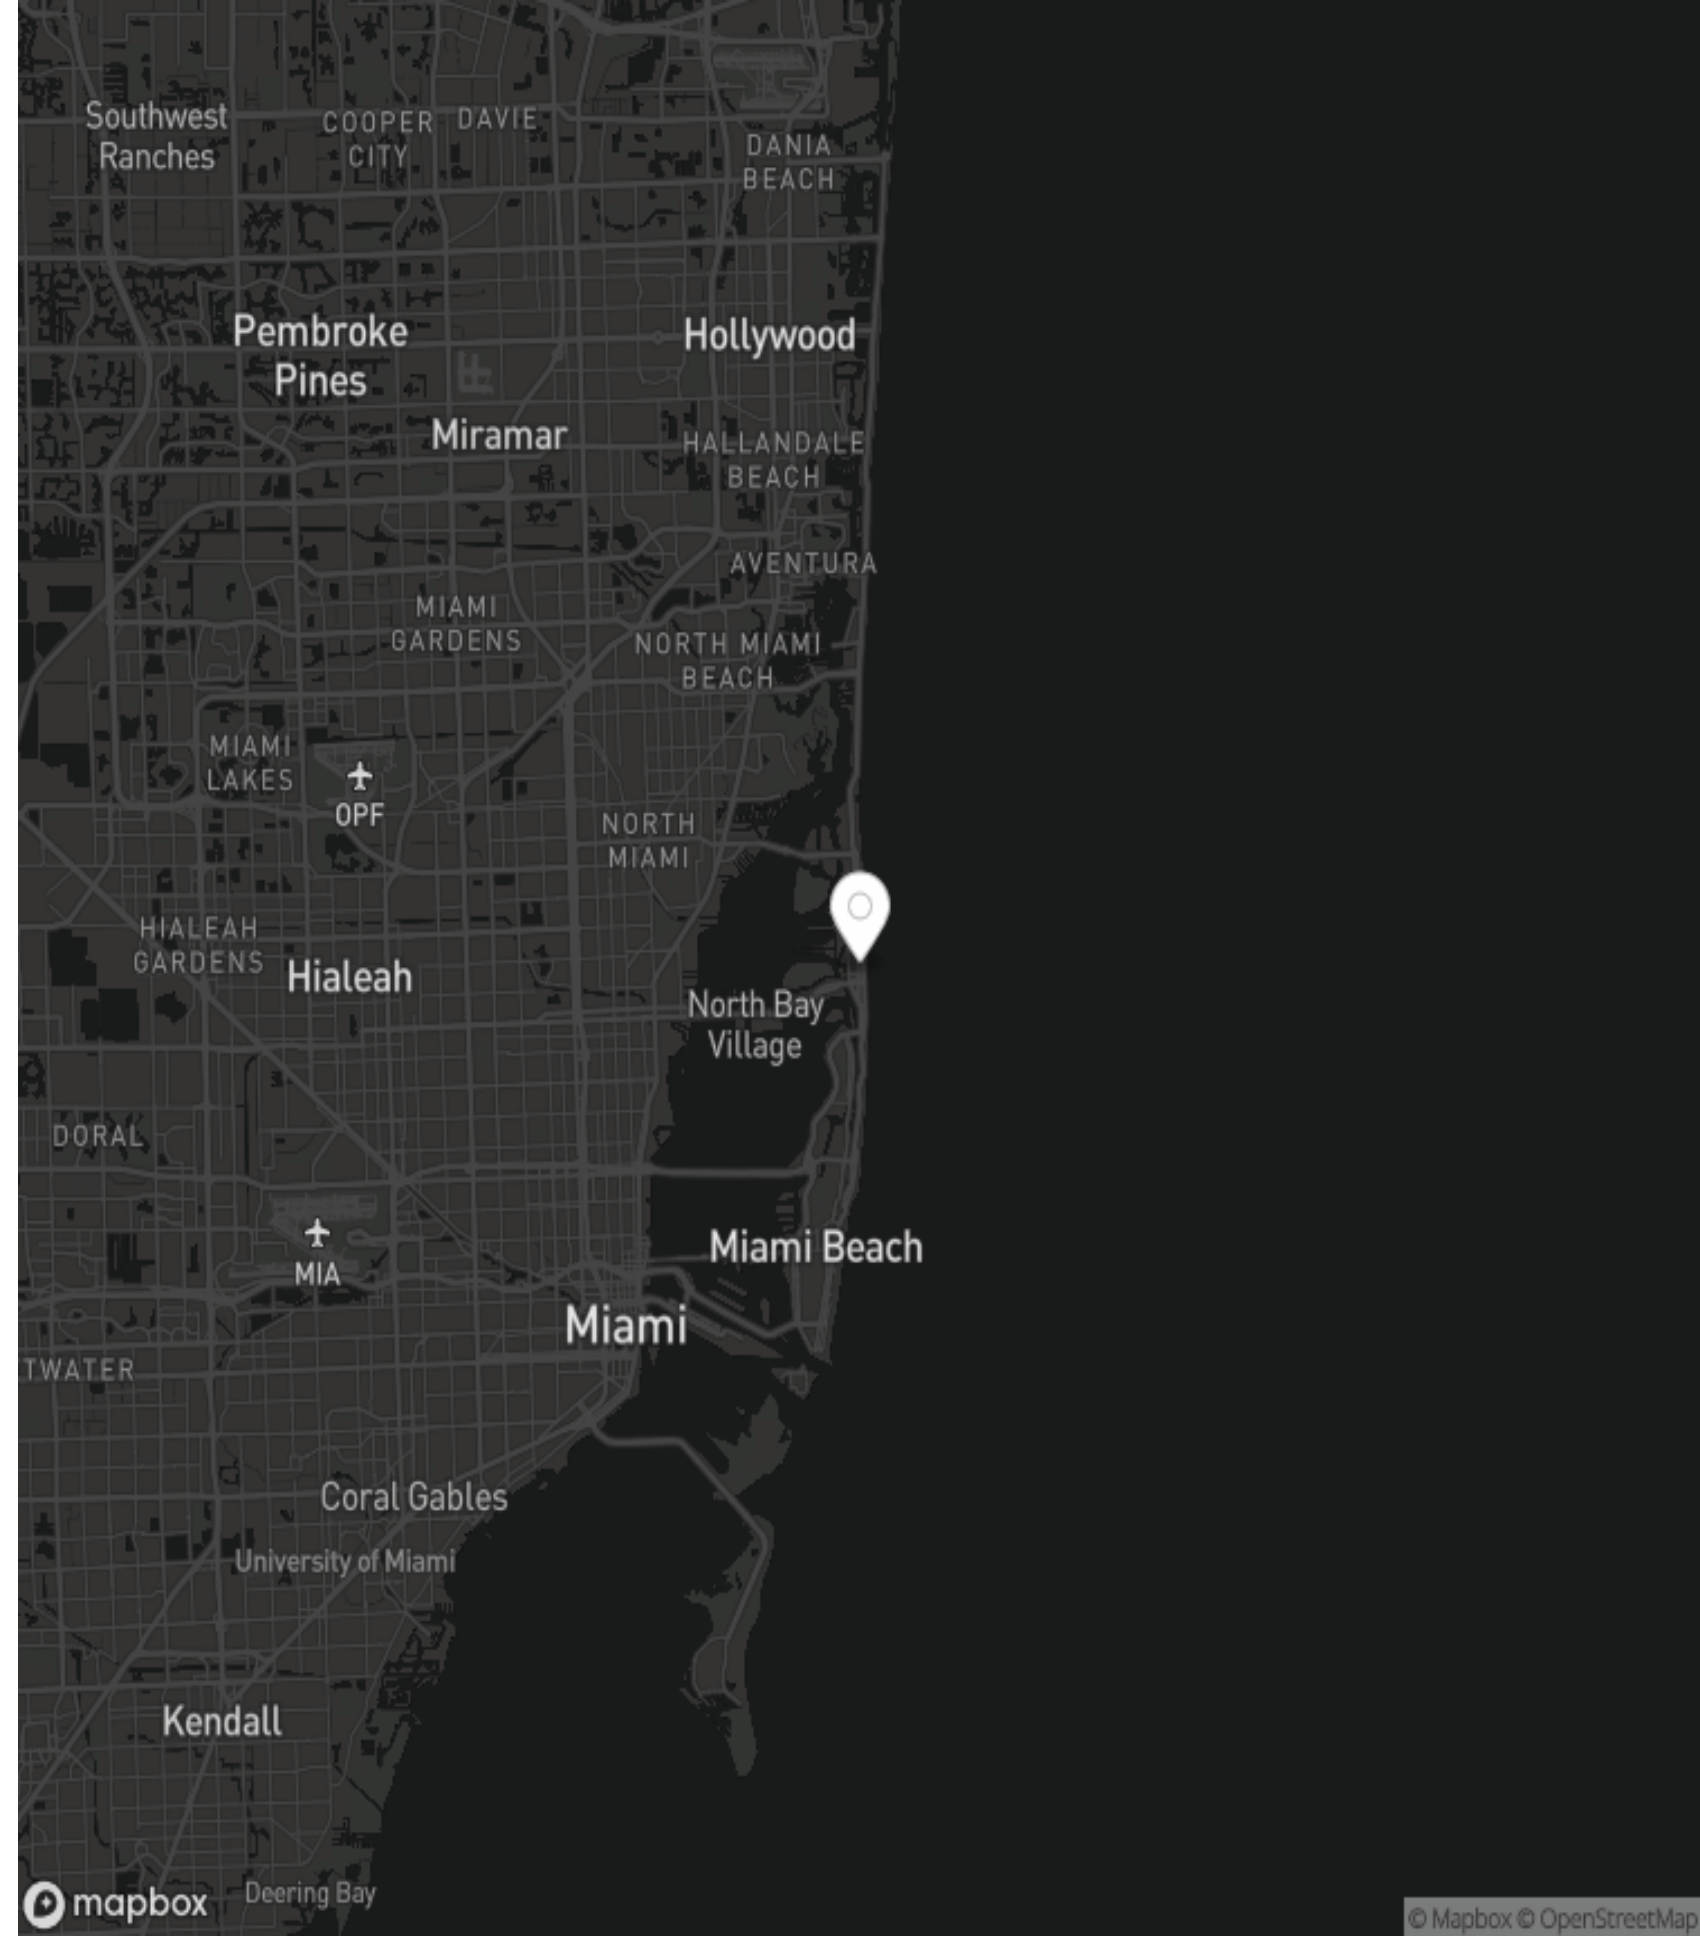 Southwest
Ranches
COOPER
CITY
DAVIE
DANIA
BEACH
Pembroke
Pines
Hollywood
Miramar
HALLANDALE
BEACH
AVENTURA
MIAMI
GARDENS
NORTH MIAMI
BEACH
MIAMI
LAKES
OPF
NORTH
MIAMI
HIALEAH
GARDENS
Hialeah
North Bay
Village
DORAL
MIA
Miami Beach
Miami
TWATER
Coral Gables
University of Miami
Kendall
Deering Bay
mapbox
© Mapbox © OpenStreetMap